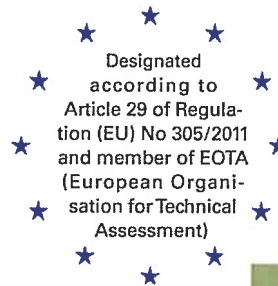 Designated
according to
Article 29 of Regula-
tion (EU) No 305/2011
and member of EOTA
(European Organi-
sation for Technical
Assessment)